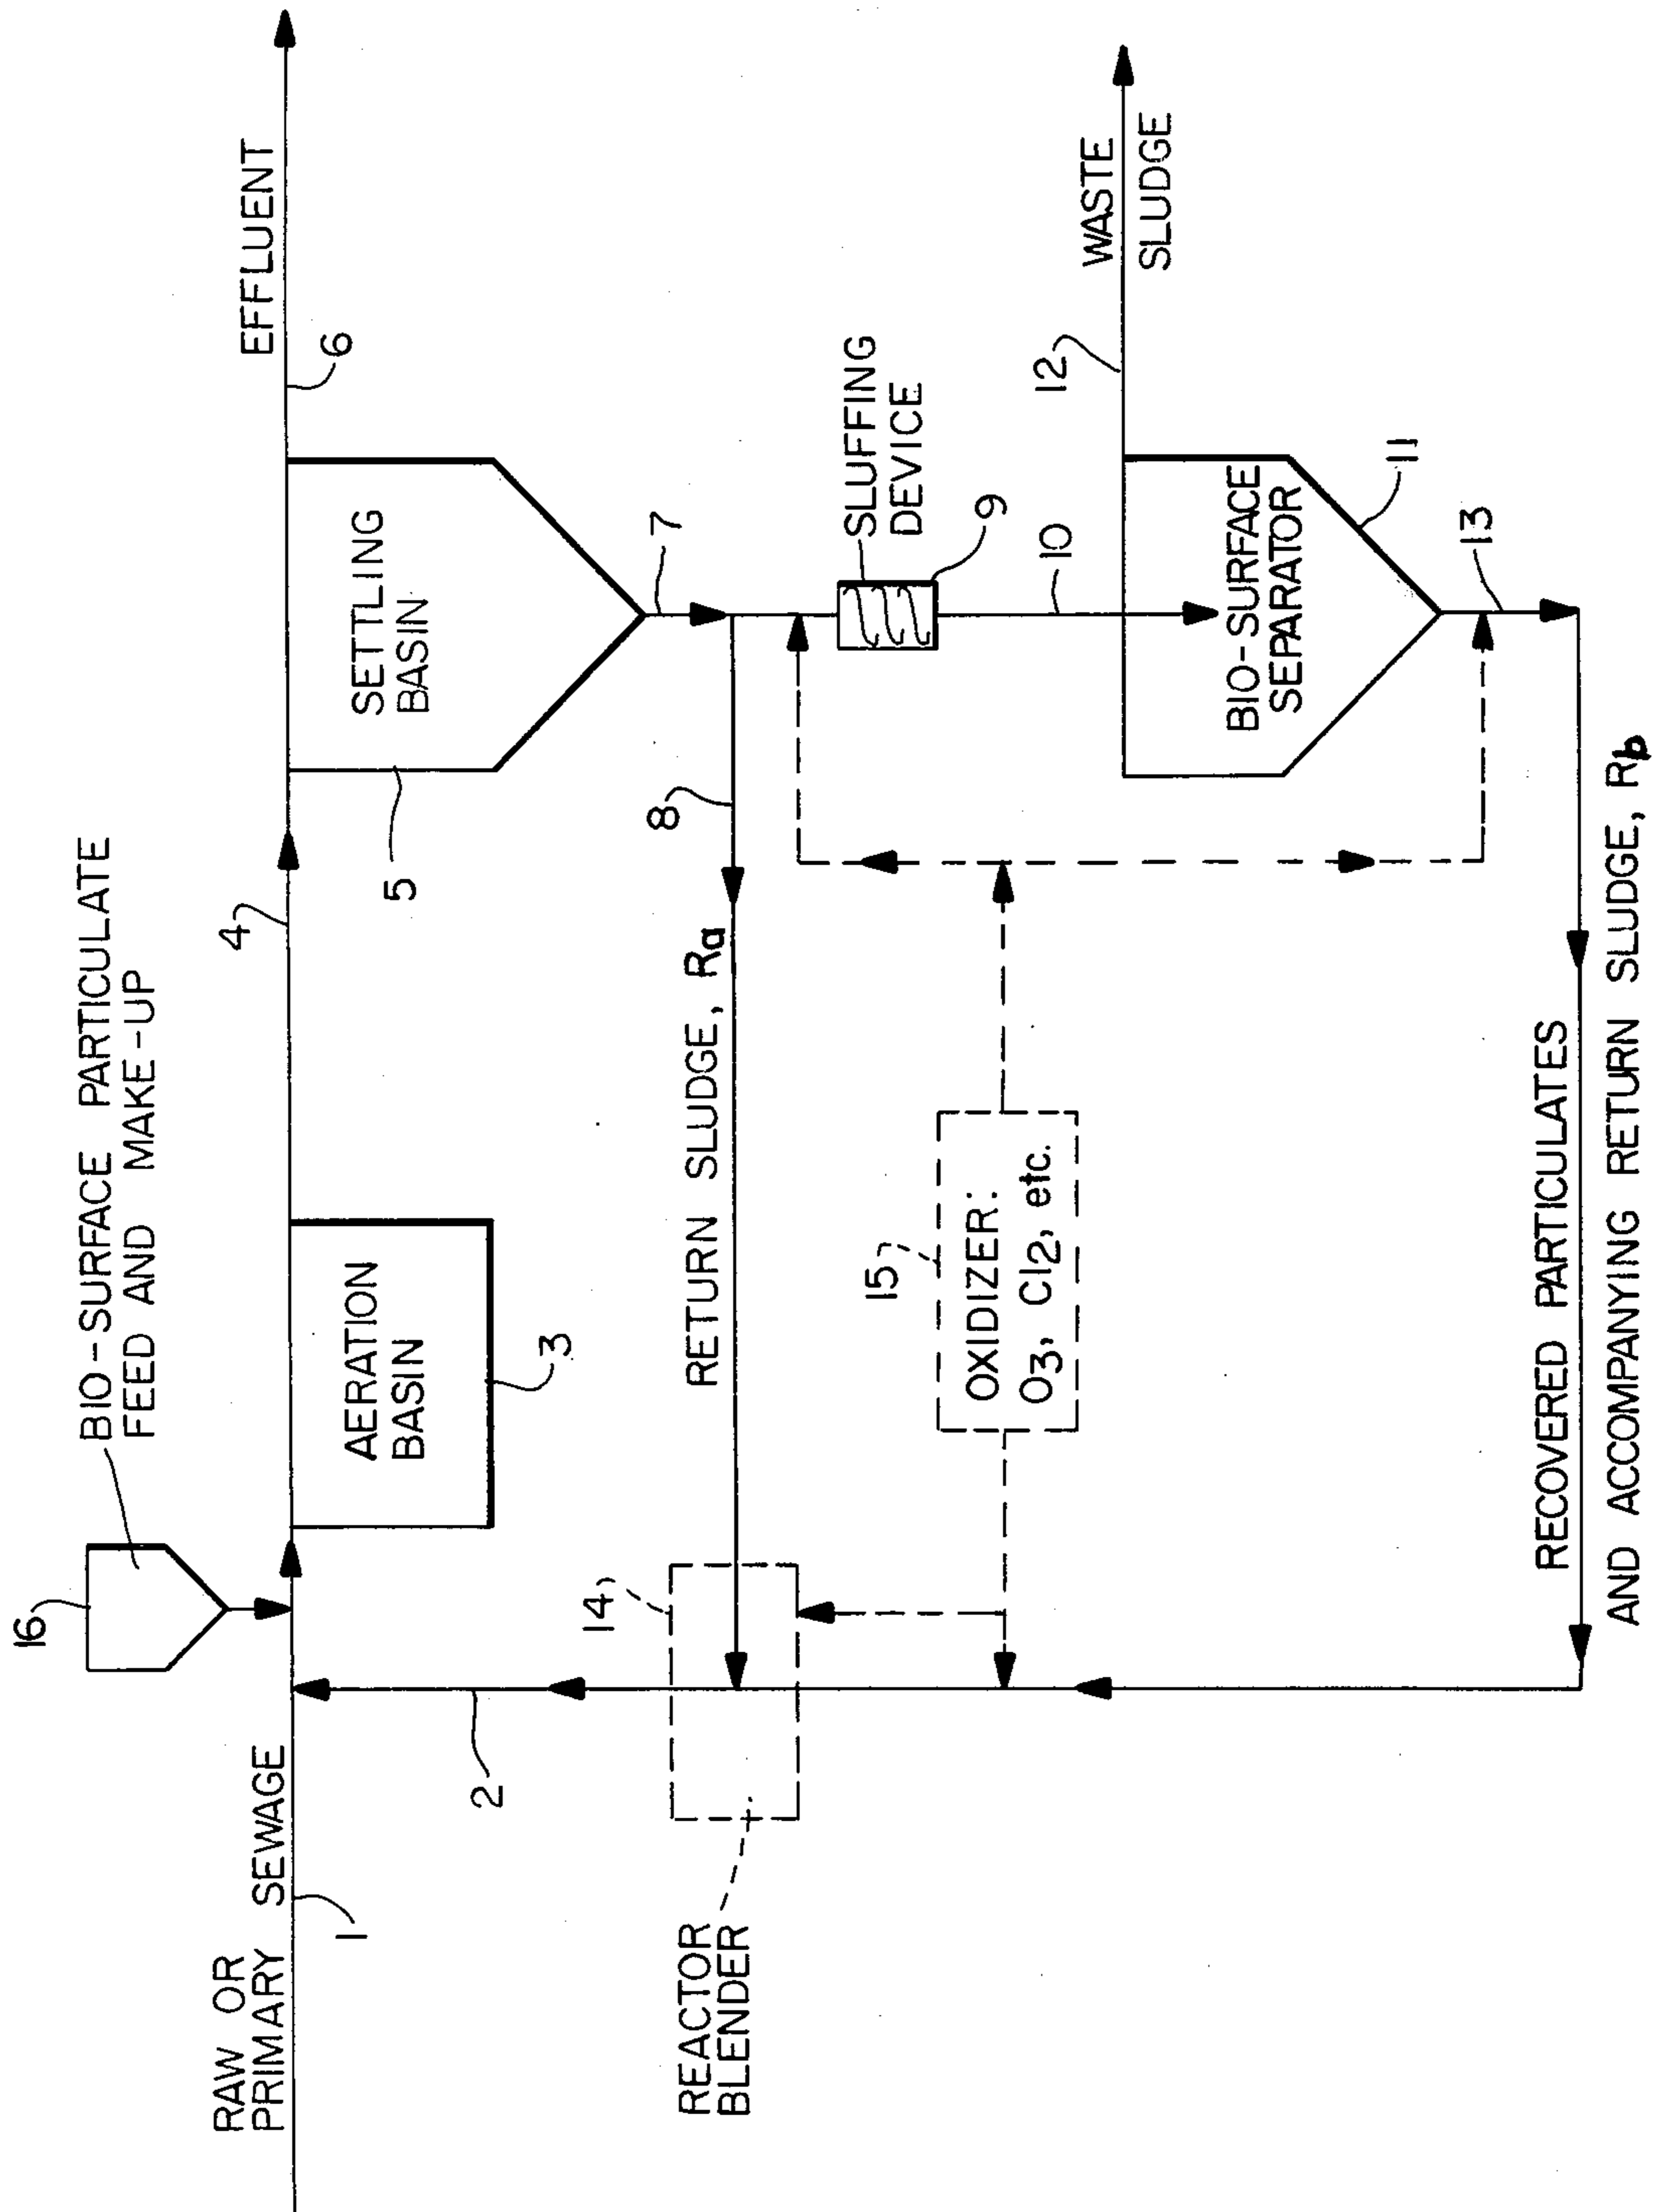 16
BIO-SURFACE PARTICULATE
FEED AND MAKE-UP
RAW OR
PRIMARY SEWAGE
1
2
AERATION
BASIN
3
4
SETTLING
BASIN
5
EFFLUENT
6
7
RETURN SLUDGE, Ra
8
REACTOR
BLENDER
14
15
OXIDIZER:
O3, Cl2, etc.
SLUFFING
DEVICE
9
10
BIO-SURFACE
SEPARATOR
11
WASTE
SLUDGE
12
13
RECOVERED PARTICULATES
AND ACCOMPANYING RETURN SLUDGE, Rb